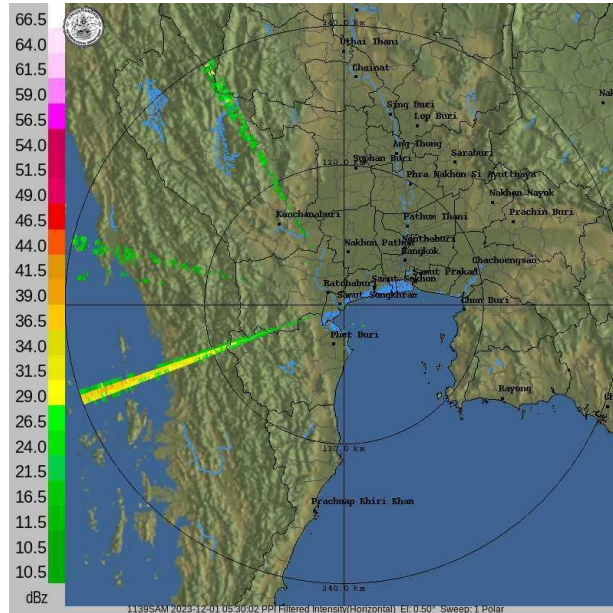 66.5
64.0
61.5
59.0
56.5
54.0
51.5
49.0
46.5
44.0
41.5
39.0
36.5
34.0
31.5
29.0
26.5
24.0
21.5
16.5
11.5
10.5
dBz
240.0 km
Uthai Thani
Chainat
Sing Buri
Lop Buri
Ang Thong
Saraburi
120.0 km
Suphan Buri
Phra Nakhon Si Ayutthaya
Nakhon Nayok
Kanchanaburi
Pathum Thani
Prachin Buri
Nakhon Pathom
Nonthaburi
Bangkok
Chachoengsao
Samut Prakan
Samut Sakhon
Ratchaburi
Samut Songkhram
Chon Buri
Phet Buri
Rayong
120.0 km
Prachuap Khiri Khan
240.0 km
1139SAM 2023-12-01 05:30:02 PPI Filtered Intensity(Horizontal) El: 0.50° Sweep: 1 Polar